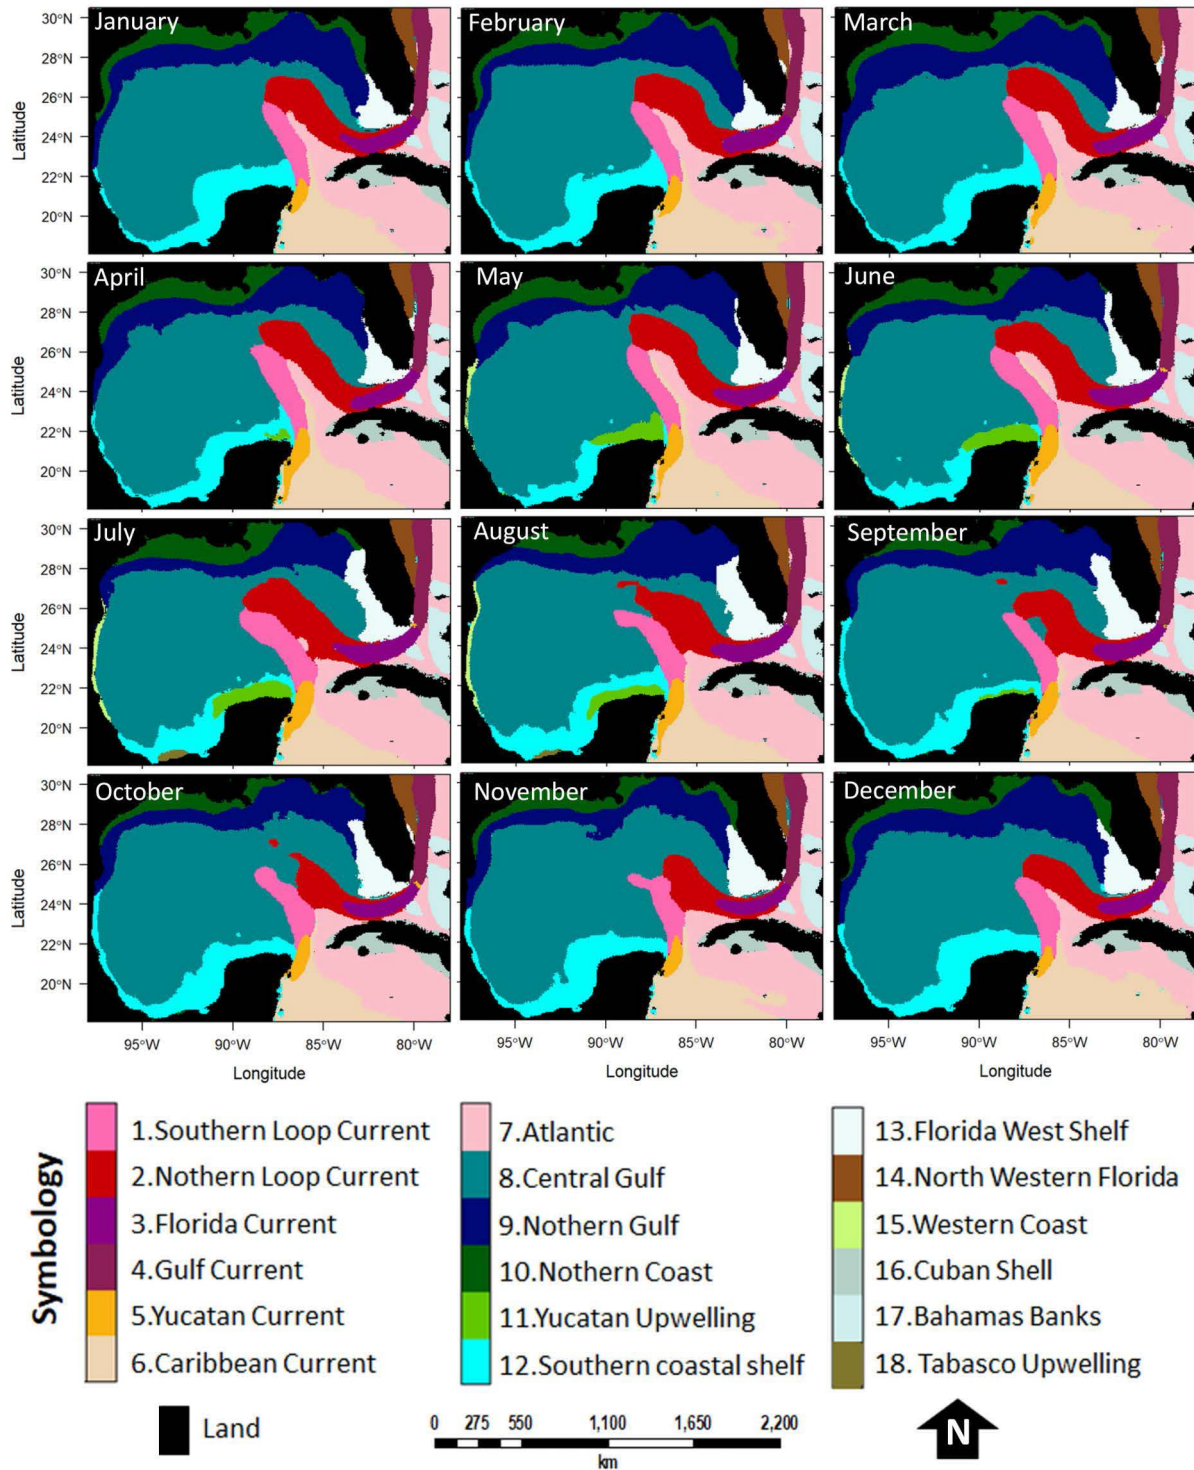 January
February
March
30°N
28°N
26°N
24°N
22°N
20°N
Latitude
April
May
June
30°N
28°N
26°N
24°N
22°N
20°N
Latitude
July
August
September
30°N
28°N
26°N
24°N
22°N
20°N
Latitude
October
November
December
30°N
28°N
26°N
24°N
22°N
20°N
Latitude
95°W 90°W 85°W 80°W
95°W 90°W 85°W 80°W
95°W 90°W 85°W 80°W
Longitude
Longitude
Longitude
Symbology
1.Southern Loop Current
2.Nothern Loop Current
3.Florida Current
4.Gulf Current
5.Yucatan Current
6.Caribbean Current
7.Atlantic
8.Central Gulf
9.Nothern Gulf
10.Nothern Coast
11.Yucatan Upwelling
12.Southern coastal shelf
13.Florida West Shelf
14.North Western Florida
15.Western Coast
16.Cuban Shell
17.Bahamas Banks
18. Tabasco Upwelling
Land
0 275 550 1,100 1,650 2,200
km
N